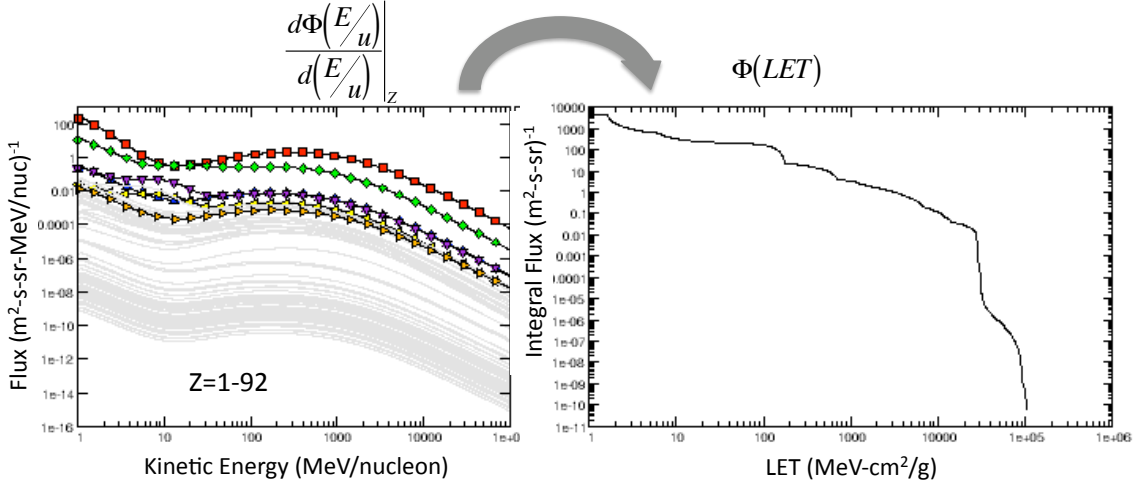 dΦ(E/u)
d(E/u) |Z
Φ(LET)
Flux (m²-s-sr-MeV/nuc)⁻¹
100
1
0.01
0.0001
1e-06
1e-08
1e-10
1e-12
1e-14
1e-16
Z=1-92
1
10
100
1000
10000
1e+0
Kinetic Energy (MeV/nucleon)
Integral Flux (m²-s-sr)⁻¹
10000
1000
100
10
1
0.1
0.01
0.0001
1e-05
1e-06
1e-07
1e-08
1e-09
1e-10
1e-11
1
10
100
1000
10000
1e+05
1e+06
LET (MeV-cm²/g)